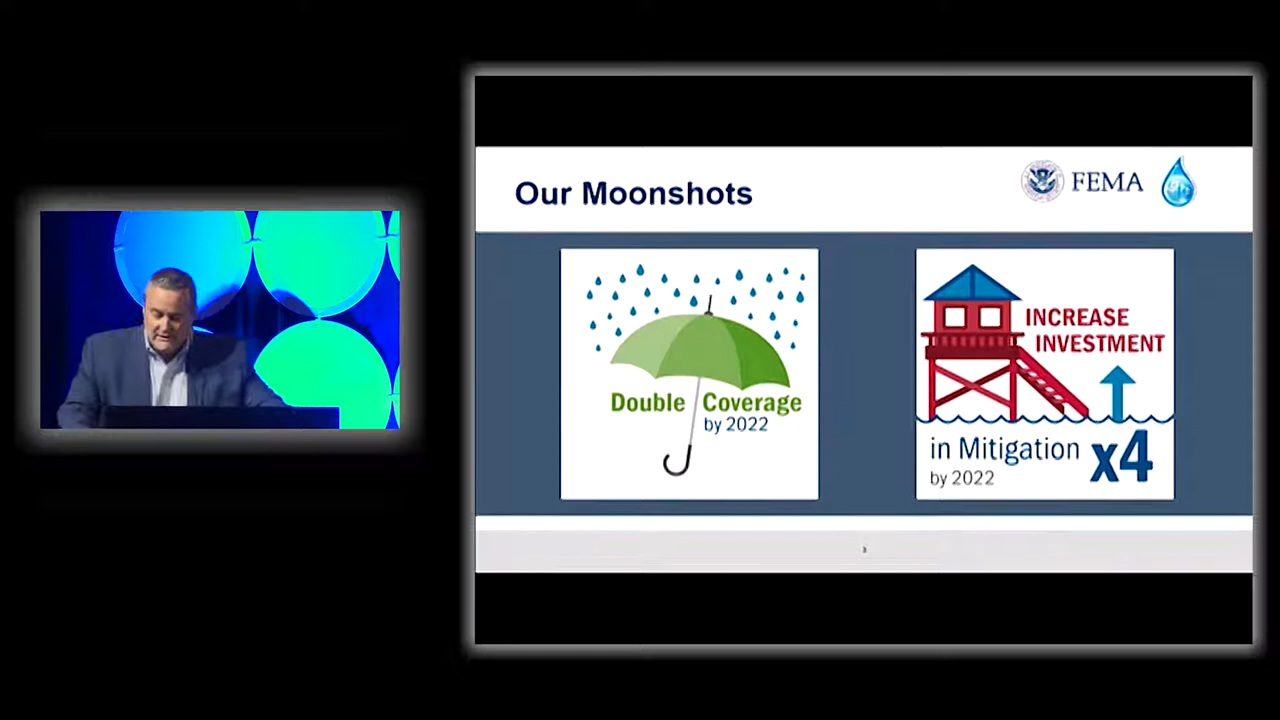 Our Moonshots
FEMA
Double Coverage
by 2022
INCREASE
INVESTMENT
in Mitigation x4
by 2022